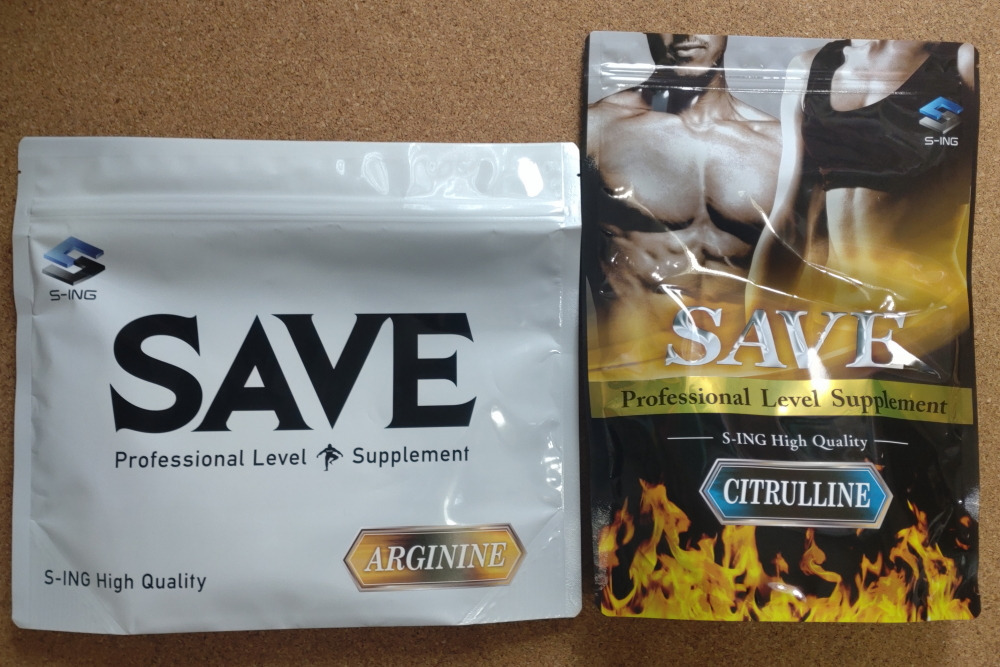 S-ING
SAVE
Professional Level Supplement
ARGININE
S-ING High Quality
S-ING
SAVE
Professional Level Supplement
S-ING High Quality
CITRULLINE